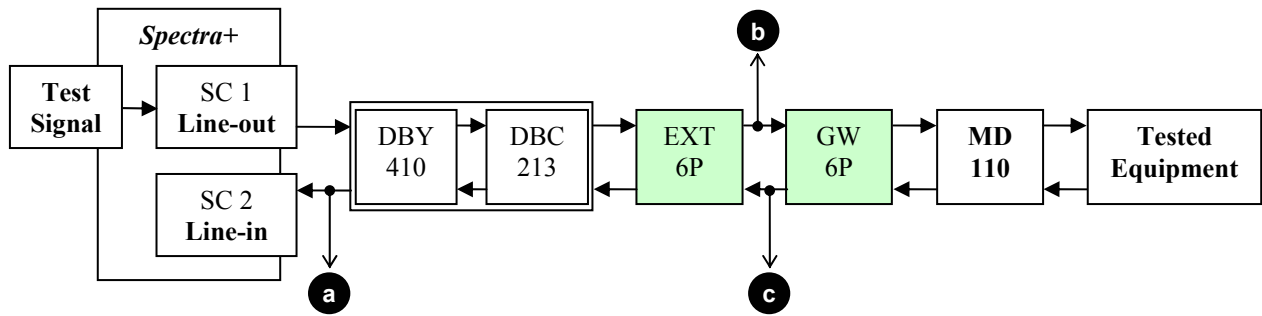 Spectra+
b
Test
Signal
SC 1
Line-out
DBY
410
DBC
213
EXT
6P
GW
6P
MD
110
Tested
Equipment
SC 2
Line-in
a
c